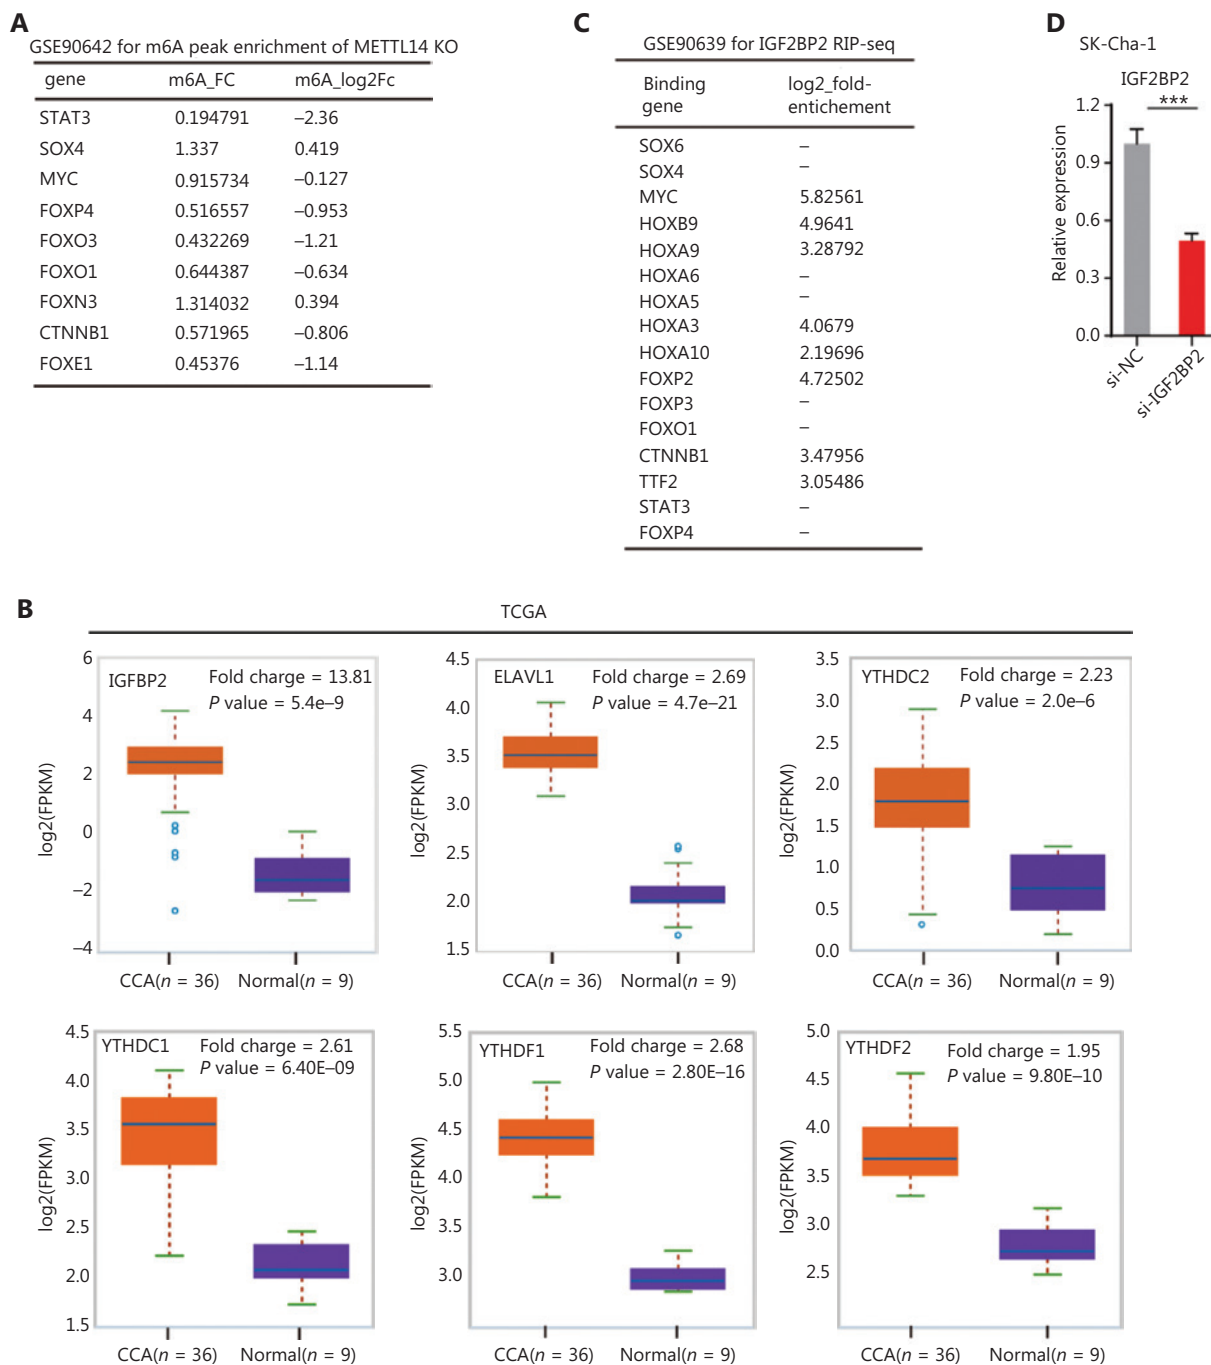 A
GSE90642 for m6A peak enrichment of METTL14 KO
gene m6A_FC m6A_log2Fc
STAT3 0.194791 –2.36
SOX4 1.337 0.419
MYC 0.915734 –0.127
FOXP4 0.516557 –0.953
FOXO3 0.432269 –1.21
FOXO1 0.644387 –0.634
FOXN3 1.314032 0.394
CTNNB1 0.571965 –0.806
FOXE1 0.45376 –1.14
C
GSE90639 for IGF2BP2 RIP-seq
Binding log2_fold-
gene entichement
SOX6 –
SOX4 –
MYC 5.82561
HOXB9 4.9641
HOXA9 3.28792
HOXA6 –
HOXA5 –
HOXA3 4.0679
HOXA10 2.19696
FOXP2 4.72502
FOXP3 –
FOXO1 –
CTNNB1 3.47956
TTF2 3.05486
STAT3 –
FOXP4 –
D
SK-Cha-1
IGF2BP2
***
Relative expression
1.2
0.9
0.6
0.3
0.0
si-NC
si-IGF2BP2
B
TCGA
IGFBP2
Fold charge = 13.81
P value = 5.4e–9
log2(FPKM)
6
4
2
0
–2
–4
CCA(n = 36) Normal(n = 9)
ELAVL1
Fold charge = 2.69
P value = 4.7e–21
log2(FPKM)
4.5
4.0
3.5
3.0
2.5
2.0
1.5
CCA(n = 36) Normal(n = 9)
YTHDC2
Fold charge = 2.23
P value = 2.0e–6
log2(FPKM)
3.5
3.0
2.5
2.0
1.5
1.0
0.5
0.0
CCA(n = 36) Normal(n = 9)
YTHDC1
Fold charge = 2.61
P value = 6.40E–09
log2(FPKM)
4.5
4.0
3.5
3.0
2.5
2.0
1.5
CCA(n = 36) Normal(n = 9)
YTHDF1
Fold charge = 2.68
P value = 2.80E–16
log2(FPKM)
5.5
5.0
4.5
4.0
3.5
3.0
CCA(n = 36) Normal(n = 9)
YTHDF2
Fold charge = 1.95
P value = 9.80E–10
log2(FPKM)
5.0
4.5
4.0
3.5
3.0
2.5
CCA(n = 36) Normal(n = 9)